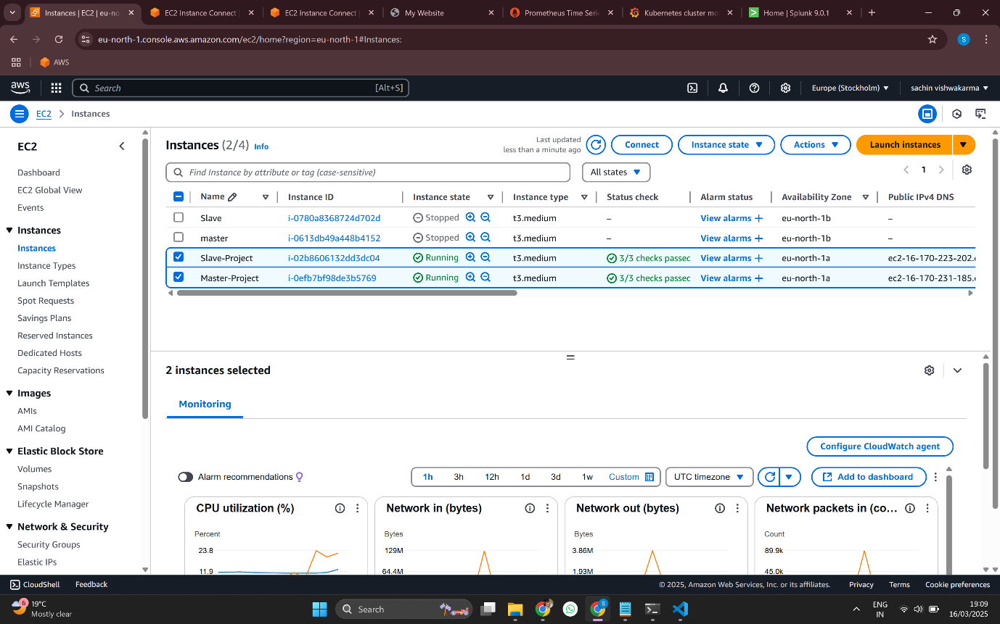 Instances | EC2 | eu-no
EC2 Instance Connect
EC2 Instance Connect
My Website
Prometheus Time Serie
Kubernetes cluster mo
Home | Splunk 9.0.1
eu-north-1.console.aws.amazon.com/ec2/home?region=eu-north-1#Instances:
S
AWS
aws
Search
[Alt+S]
Europe (Stockholm)
sachin vishwakarma
EC2
Instances
EC2
Dashboard
EC2 Global View
Events
Instances
Instances
Instance Types
Launch Templates
Spot Requests
Savings Plans
Reserved Instances
Dedicated Hosts
Capacity Reservations
Images
AMIs
AMI Catalog
Elastic Block Store
Volumes
Snapshots
Lifecycle Manager
Network & Security
Security Groups
Elastic IPs
Instances (2/4) Info
Last updated
less than a minute ago
Connect
Instance state
Actions
Launch instances
Find Instance by attribute or tag (case-sensitive)
All states
1
Name Instance ID Instance state Instance type Status check Alarm status Availability Zone Public IPv4 DNS
Slave i-0780a8368724d702d Stopped t3.medium – View alarms + eu-north-1b –
master i-0613db49a448b4152 Stopped t3.medium – View alarms + eu-north-1b –
Slave-Project i-02b8606132dd3dc04 Running t3.medium 3/3 checks passec View alarms + eu-north-1a ec2-16-170-223-202.e
Master-Project i-0efb7bf98de3b5769 Running t3.medium 3/3 checks passec View alarms + eu-north-1a ec2-16-170-231-185.e
2 instances selected
Monitoring
Configure CloudWatch agent
Alarm recommendations
1h 3h 12h 1d 3d 1w Custom
UTC timezone
Add to dashboard
CPU utilization (%)
Percent
23.8
11.9
Network in (bytes)
Bytes
129M
64.4M
Network out (bytes)
Bytes
3.86M
1.93M
Network packets in (co...
Count
89.9k
45.0k
CloudShell
Feedback
© 2025, Amazon Web Services, Inc. or its affiliates.
Privacy
Terms
Cookie preferences
6
19°C
Mostly clear
Search
S
ENG
IN
19:09
16/03/2025